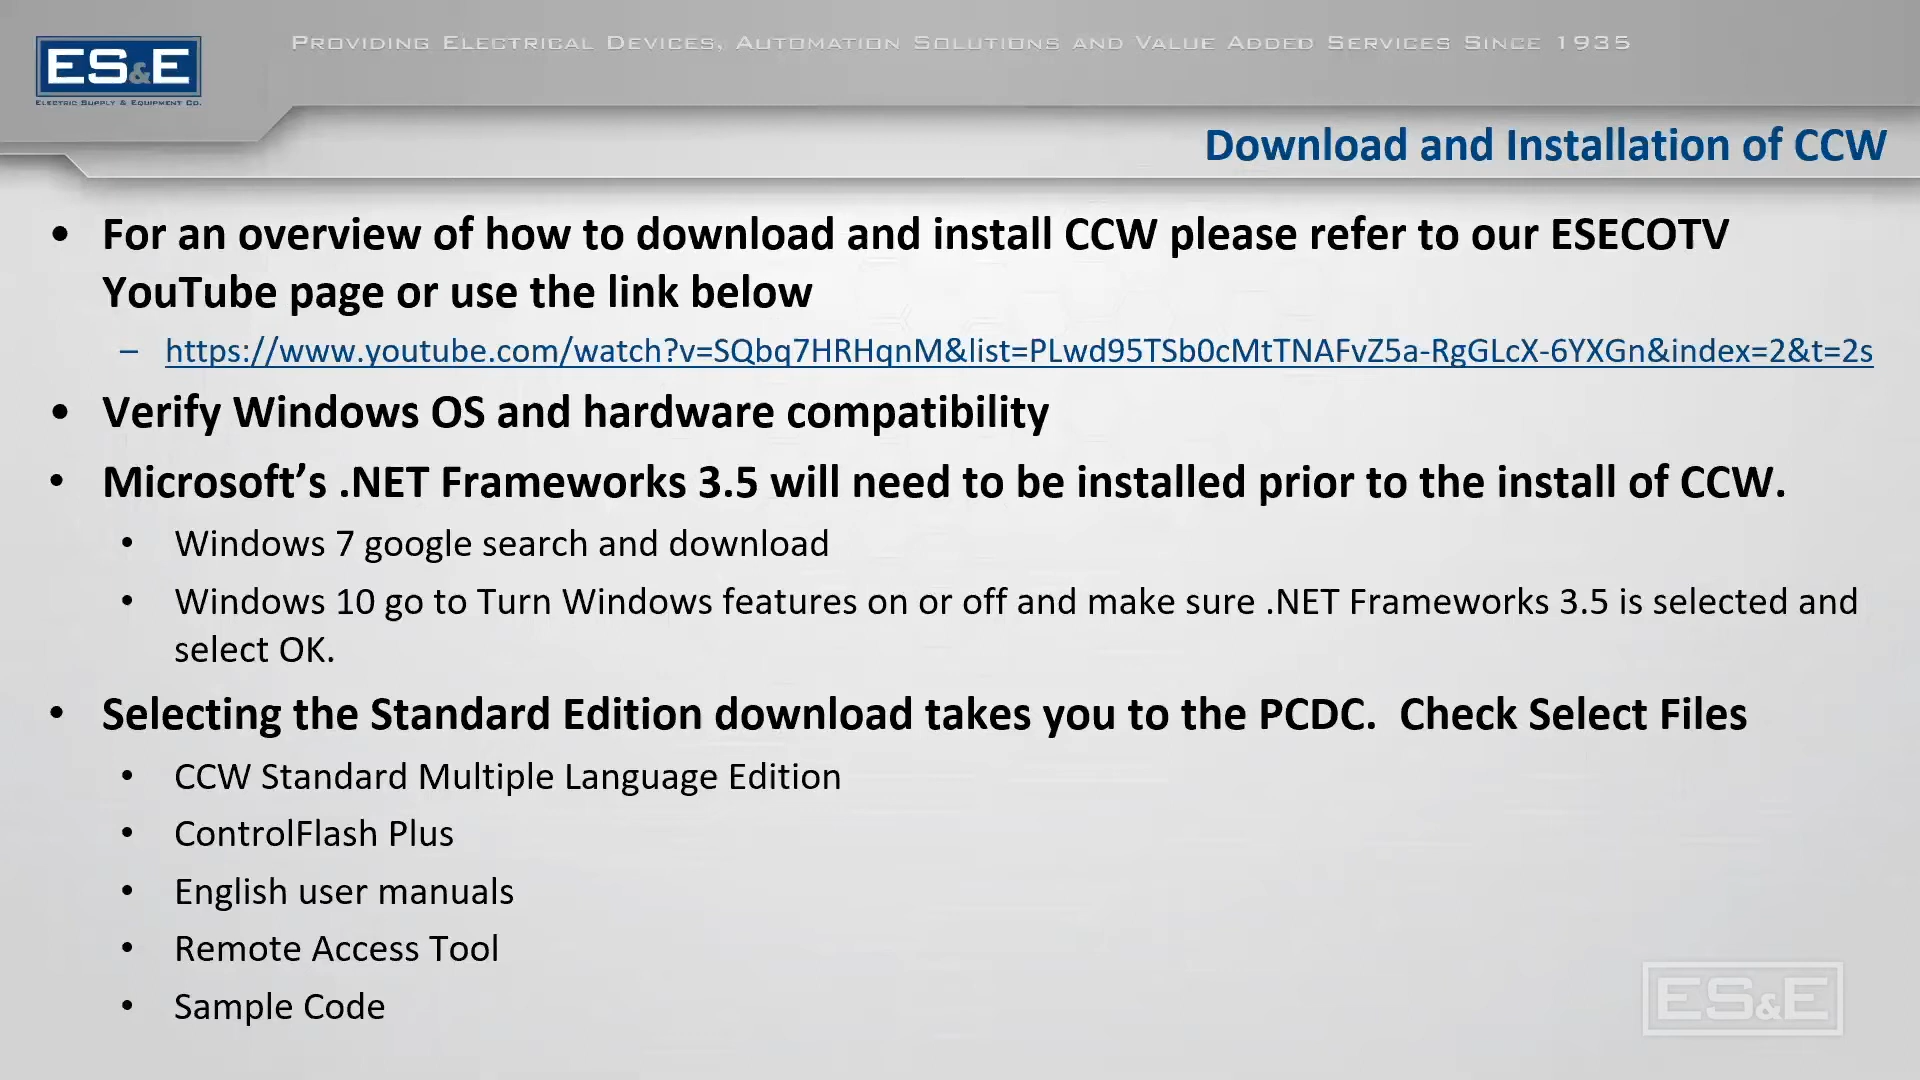 ES&E
Electric Supply & Equipment Co.
Providing Electrical Devices, Automation Solutions and Value Added Services Since 1935
Download and Installation of CCW
• For an overview of how to download and install CCW please refer to our ESECOTV
YouTube page or use the link below
– https://www.youtube.com/watch?v=SQbq7HRHqnM&list=PLwd95TSb0cMtTNAFvZ5a-RgGLcX-6YXGn&index=2&t=2s
• Verify Windows OS and hardware compatibility
• Microsoft’s .NET Frameworks 3.5 will need to be installed prior to the install of CCW.
• Windows 7 google search and download
• Windows 10 go to Turn Windows features on or off and make sure .NET Frameworks 3.5 is selected and
select OK.
• Selecting the Standard Edition download takes you to the PCDC.  Check Select Files
• CCW Standard Multiple Language Edition
• ControlFlash Plus
• English user manuals
• Remote Access Tool
• Sample Code
ES&E